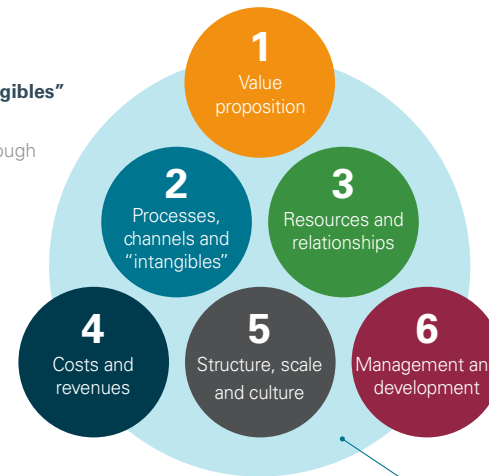 gibles”
ough
1
Value
proposition
2
Processes,
channels and
“intangibles”
3
Resources and
relationships
4
Costs and
revenues
5
Structure, scale
and culture
6
Management an
development